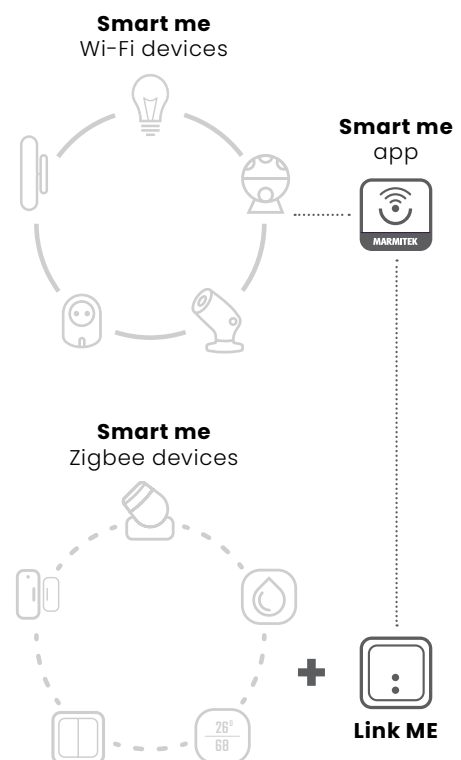 Smart me
Wi-Fi devices
Smart me
app
MARMITEK
Smart me
Zigbee devices
26°
68
Link ME